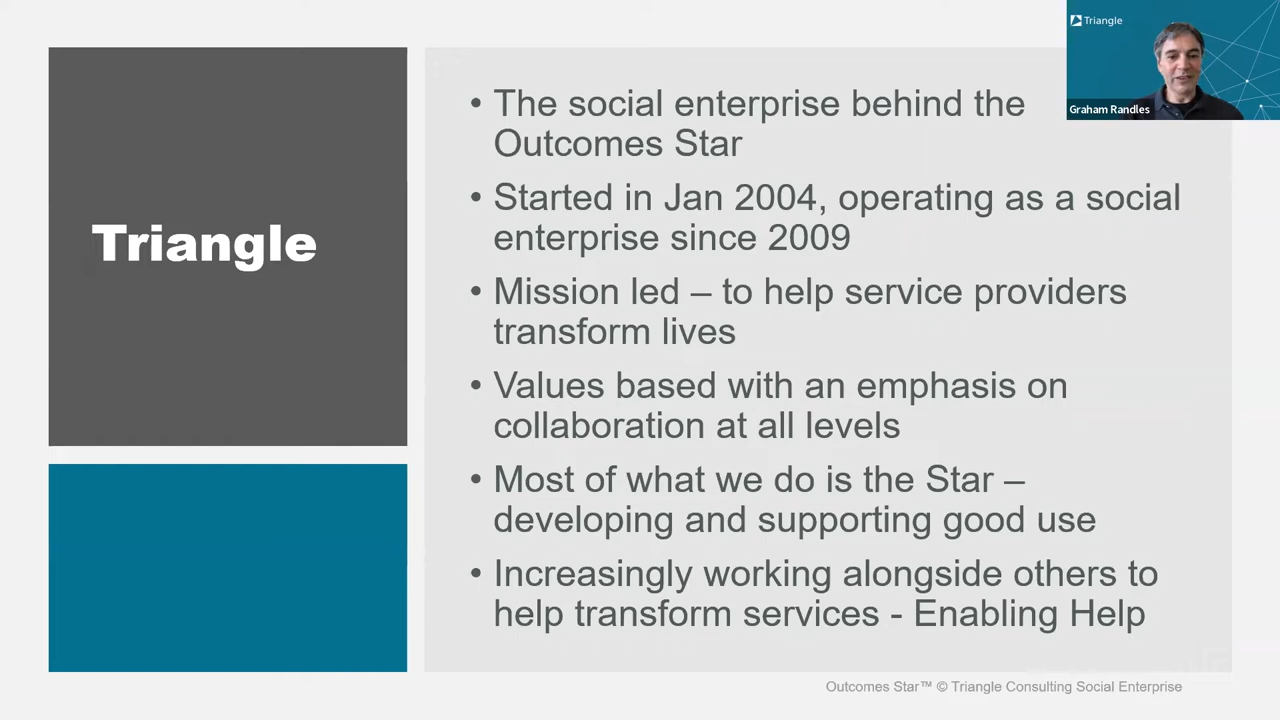 Triangle
Graham Randles
Triangle
• The social enterprise behind the
Outcomes Star
• Started in Jan 2004, operating as a social
enterprise since 2009
• Mission led – to help service providers
transform lives
• Values based with an emphasis on
collaboration at all levels
• Most of what we do is the Star –
developing and supporting good use
• Increasingly working alongside others to
help transform services - Enabling Help
Outcomes Star™ © Triangle Consulting Social Enterprise